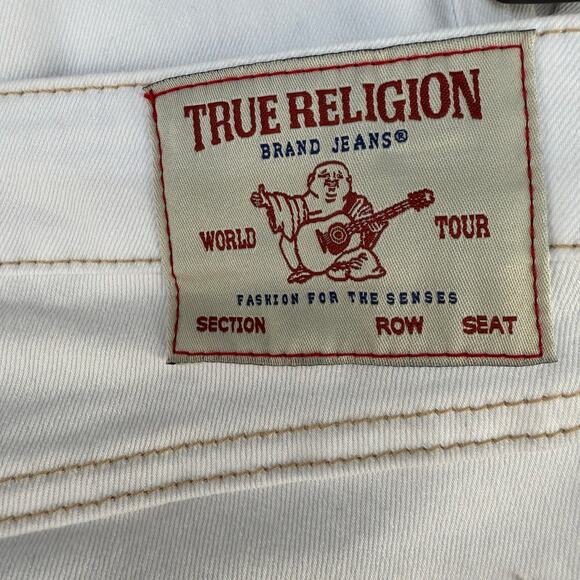 TRUE RELIGION
BRAND JEANS®
WORLD TOUR
FASHION FOR THE SENSES
SECTION ROW SEAT